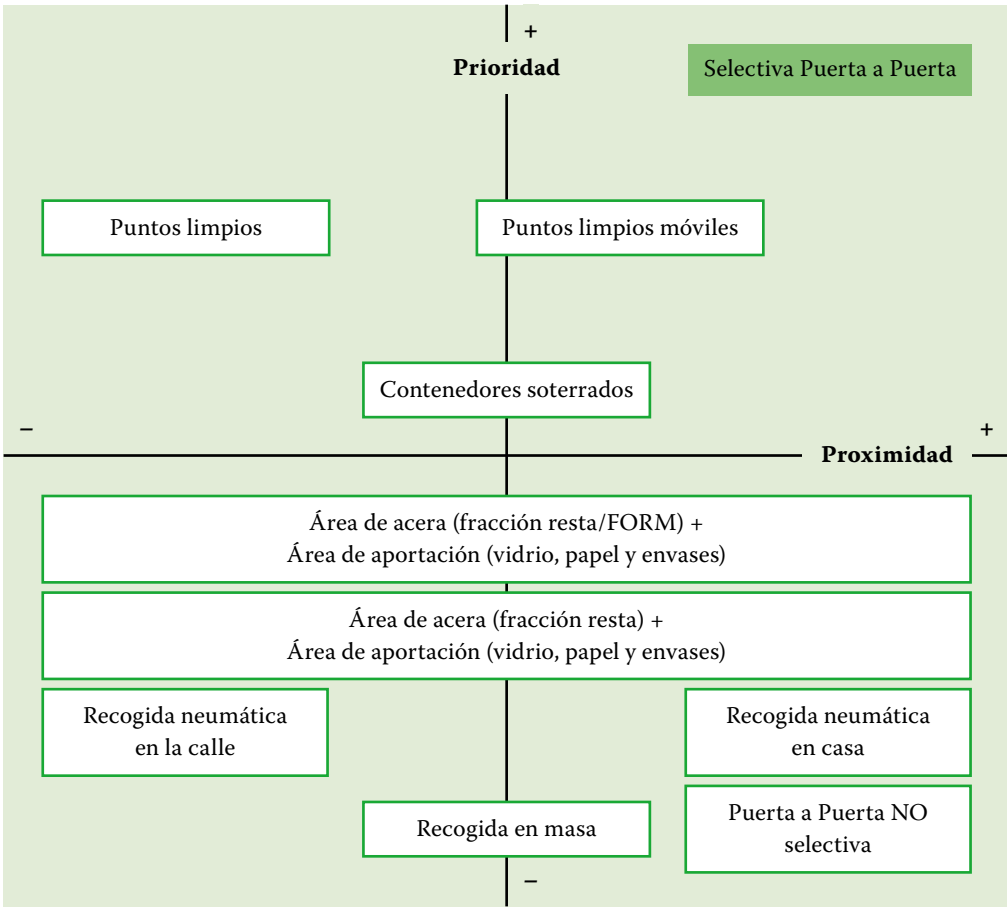 +
Prioridad
Selectiva Puerta a Puerta
Puntos limpios
Puntos limpios móviles
Contenedores soterrados
–
+
Proximidad
Área de acera (fracción resta/FORM) +
Área de aportación (vidrio, papel y envases)
Área de acera (fracción resta) +
Área de aportación (vidrio, papel y envases)
Recogida neumática
en la calle
Recogida neumática
en casa
Recogida en masa
Puerta a Puerta NO
selectiva
–